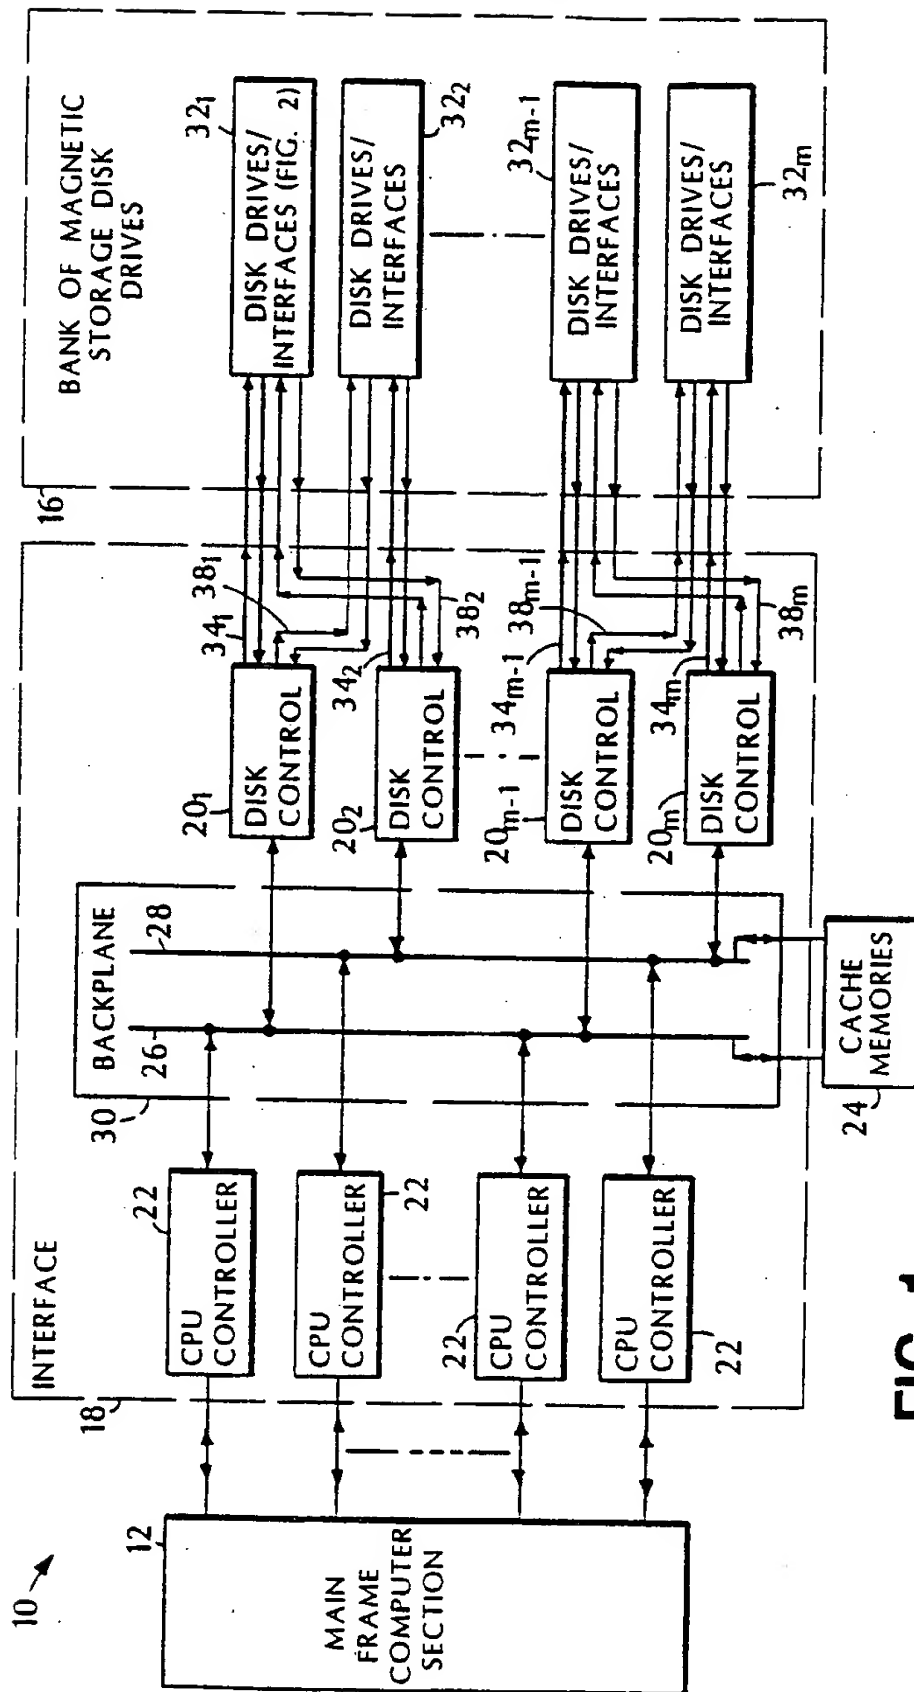 10
12
MAIN
FRAME
COMPUTER
SECTION
18
INTERFACE
CPU
CONTROLLER
22
CPU
CONTROLLER
22
CPU
CONTROLLER
22
CPU
CONTROLLER
22
30
BACKPLANE
26
28
24
CACHE
MEMORIES
20₁
DISK
CONTROL
20₂
DISK
CONTROL
20ₘ₋₁
DISK
CONTROL
20ₘ
DISK
CONTROL
34₁
38₁
34₂
38₂
34ₘ₋₁
38ₘ₋₁
34ₘ
38ₘ
16
BANK OF MAGNETIC
STORAGE DISK
DRIVES
32₁
DISK DRIVES/
INTERFACES (FIG. 2)
32₂
DISK DRIVES/
INTERFACES
32ₘ₋₁
DISK DRIVES/
INTERFACES
32ₘ
DISK DRIVES/
INTERFACES